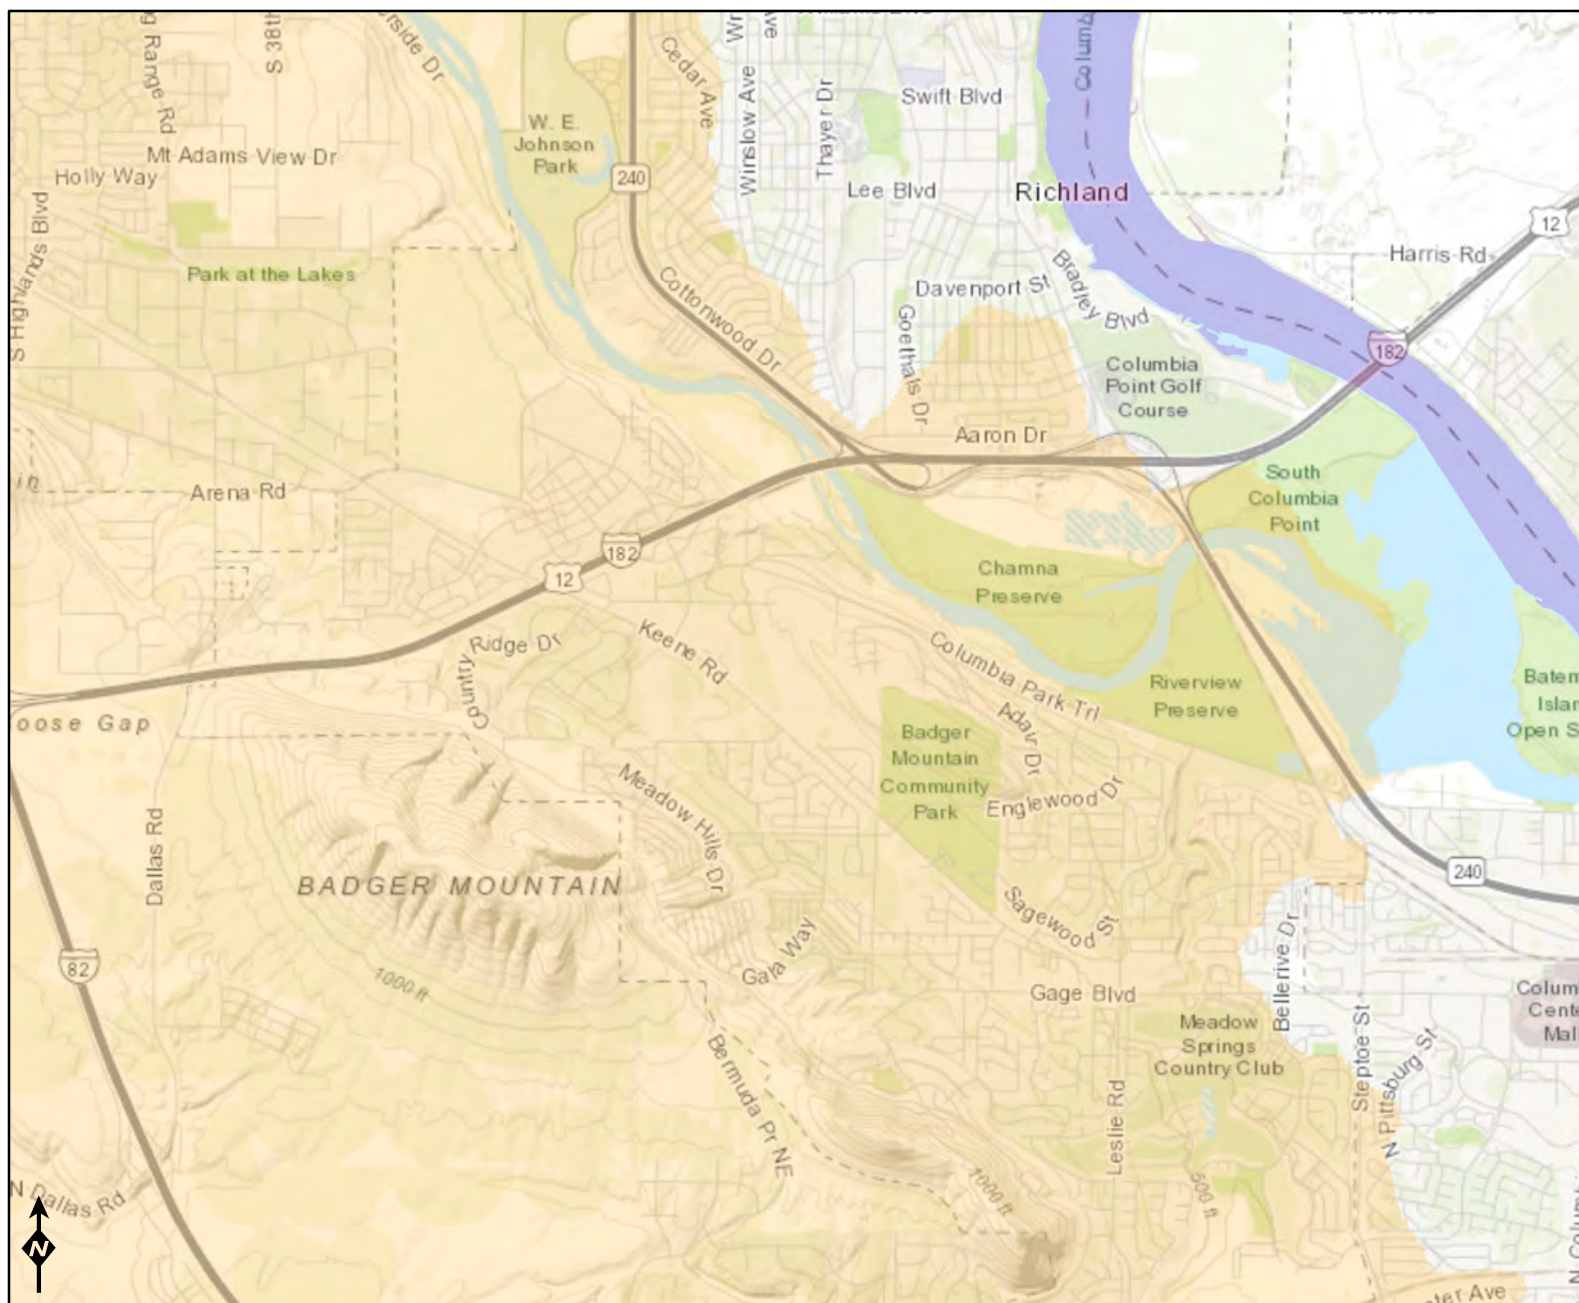 Range Rd
S 38th
Cedar Ave
Winslow Ave
Thayer Dr
Swift Blvd
Lee Blvd
Richland
W. E.
Johnson
Park
240
Mt Adams View Dr
Holly Way
S Highlands Blvd
Park at the Lakes
12
Harris Rd
Davenport St
Bradley Blvd
Cottonwood Dr
Goethals Dr
182
Columbia
Point Golf
Course
Aaron Dr
South
Columbia
Point
Arena Rd
182
12
Chamna
Preserve
Country
Ridge Dr
Keene Rd
Columbia Park Trl
Riverview
Preserve
Adair Dr
Badger
Mountain
Community
Park
Englewood Dr
Meadow Hills Dr
Dallas Rd
BADGER MOUNTAIN
240
Sagewood St
Bellerive Dr
82
1000 ft
Gala Way
Gage Blvd
Meadow
Springs
Country Club
Steptoe St
N Pittsburg St
Bermuda Pr NE
Leslie Rd
N Dallas Rd
1000 ft
500 ft
N